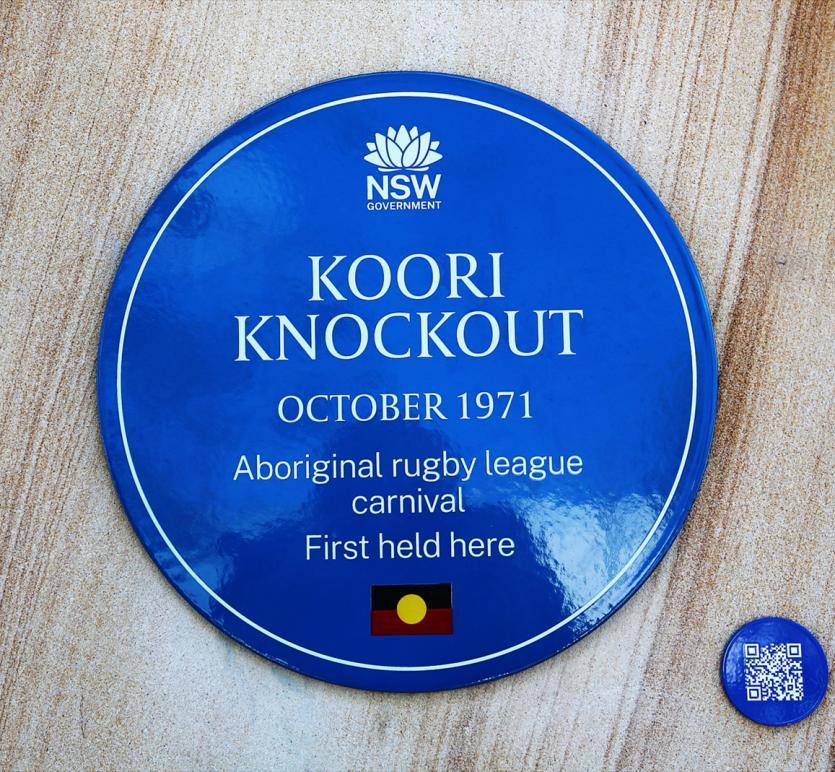 NSW
GOVERNMENT
KOORI
KNOCKOUT
OCTOBER 1971
Aboriginal rugby league
carnival
First held here